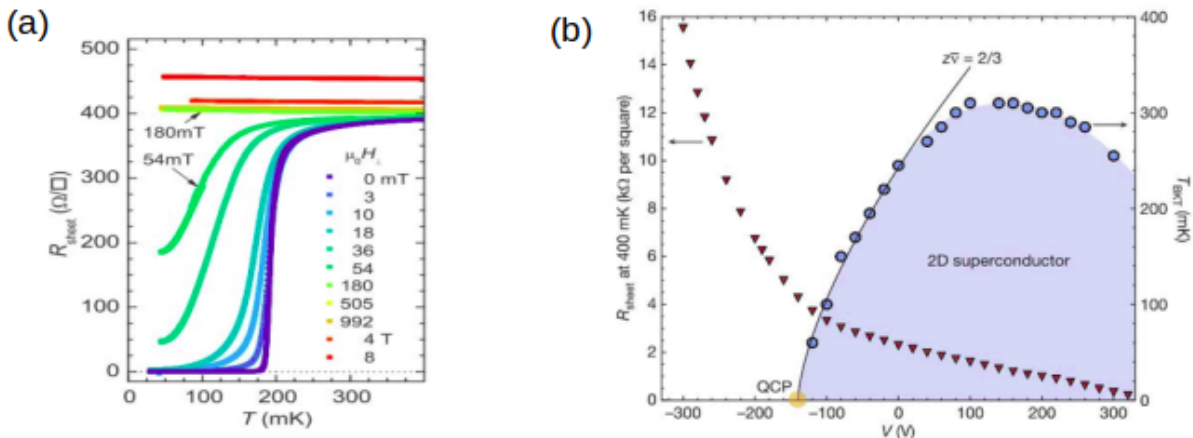 (a)
500
400
300
200
100
0
R_sheet (Ω/□)
180mT
54mT
μ₀H⊥
0 mT
3
10
18
36
54
180
505
992
4 T
8
0 100 200 300
T (mK)
(b)
16
14
12
10
8
6
4
2
0
R_sheet at 400 mK (kΩ per square)
zν̅ = 2/3
2D superconductor
QCP
400
300
200
100
0
T_BKT (mK)
−300 −200 −100 0 100 200 300
V (V)